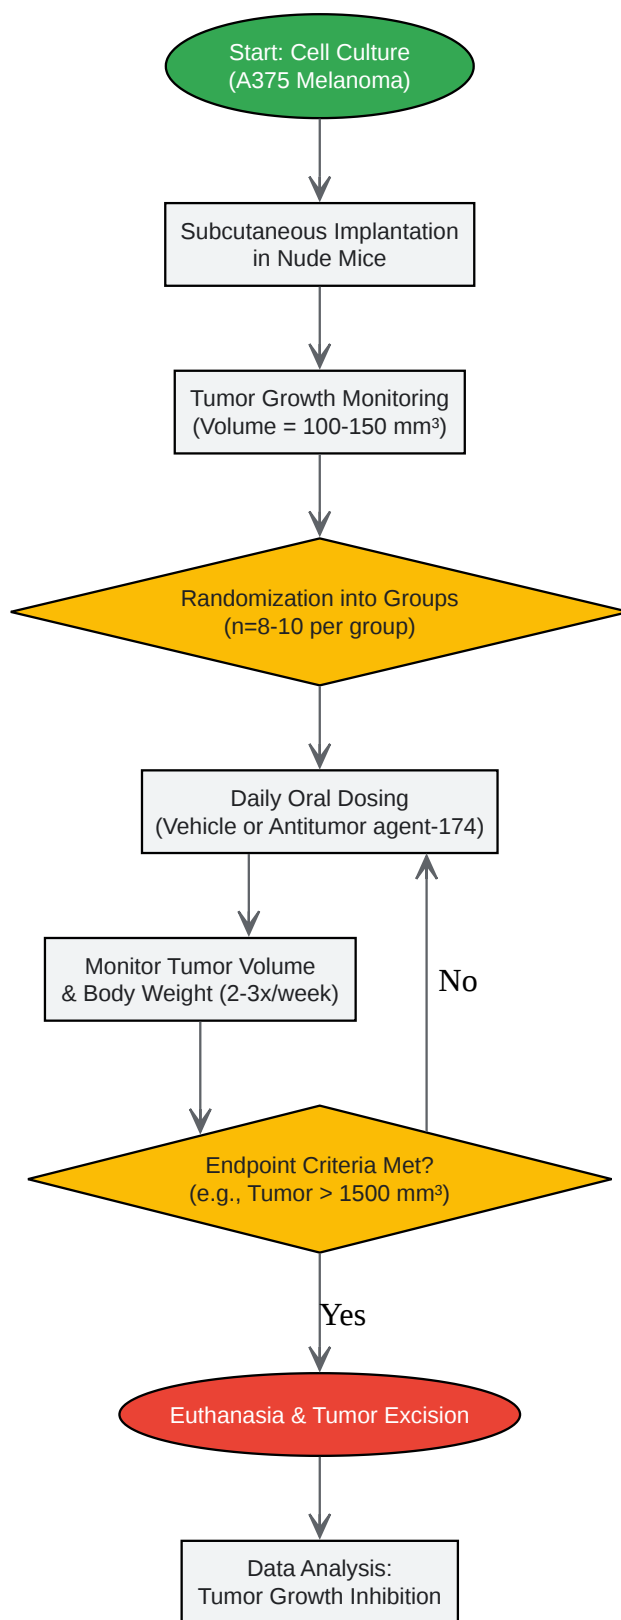 Start: Cell Culture
(A375 Melanoma)
Subcutaneous Implantation
in Nude Mice
Tumor Growth Monitoring
(Volume = 100-150 mm³)
Randomization into Groups
(n=8-10 per group)
Daily Oral Dosing
(Vehicle or Antitumor agent-174)
Monitor Tumor Volume
& Body Weight (2-3x/week)
No
Endpoint Criteria Met?
(e.g., Tumor > 1500 mm³)
Yes
Euthanasia & Tumor Excision
Data Analysis:
Tumor Growth Inhibition